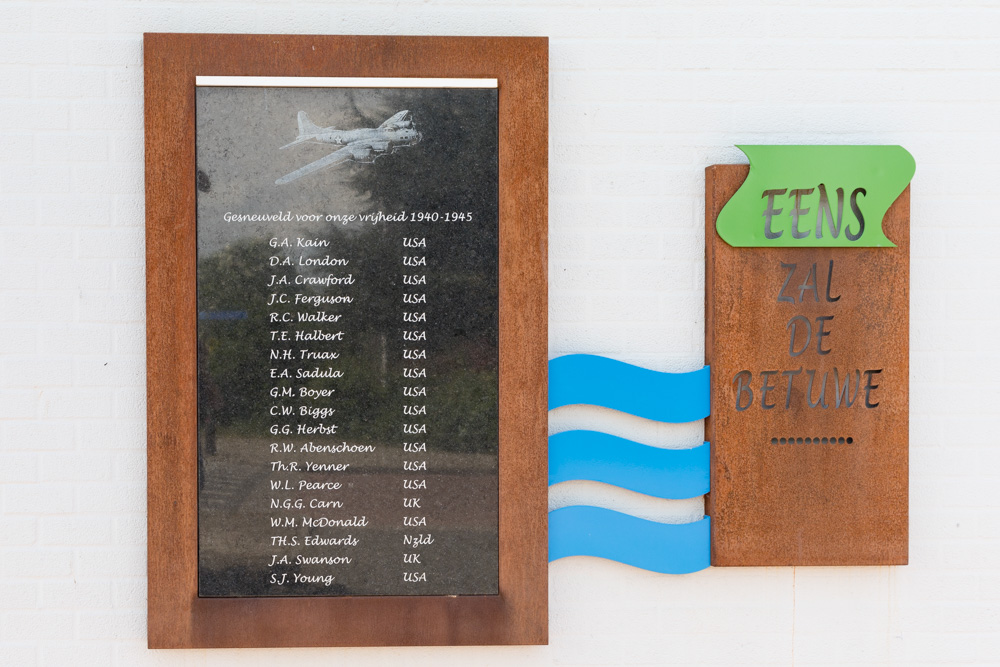 Gesneuveld voor onze vrijheid 1940-1945
G.A. Kain USA
D.A. London USA
J.A. Crawford USA
J.C. Ferguson USA
R.C. Walker USA
T.E. Halbert USA
N.H. Truax USA
E.A. Sadula USA
G.M. Boyer USA
C.W. Biggs USA
G.G. Herbst USA
R.W. Abenschoen USA
Th.R. Yenner USA
W.L. Pearce USA
N.G.G. Carn UK
W.M. McDonald USA
TH.S. Edwards Nzld
J.A. Swanson UK
S.J. Young USA
EENS
ZAL
DE
BETUWE
..........